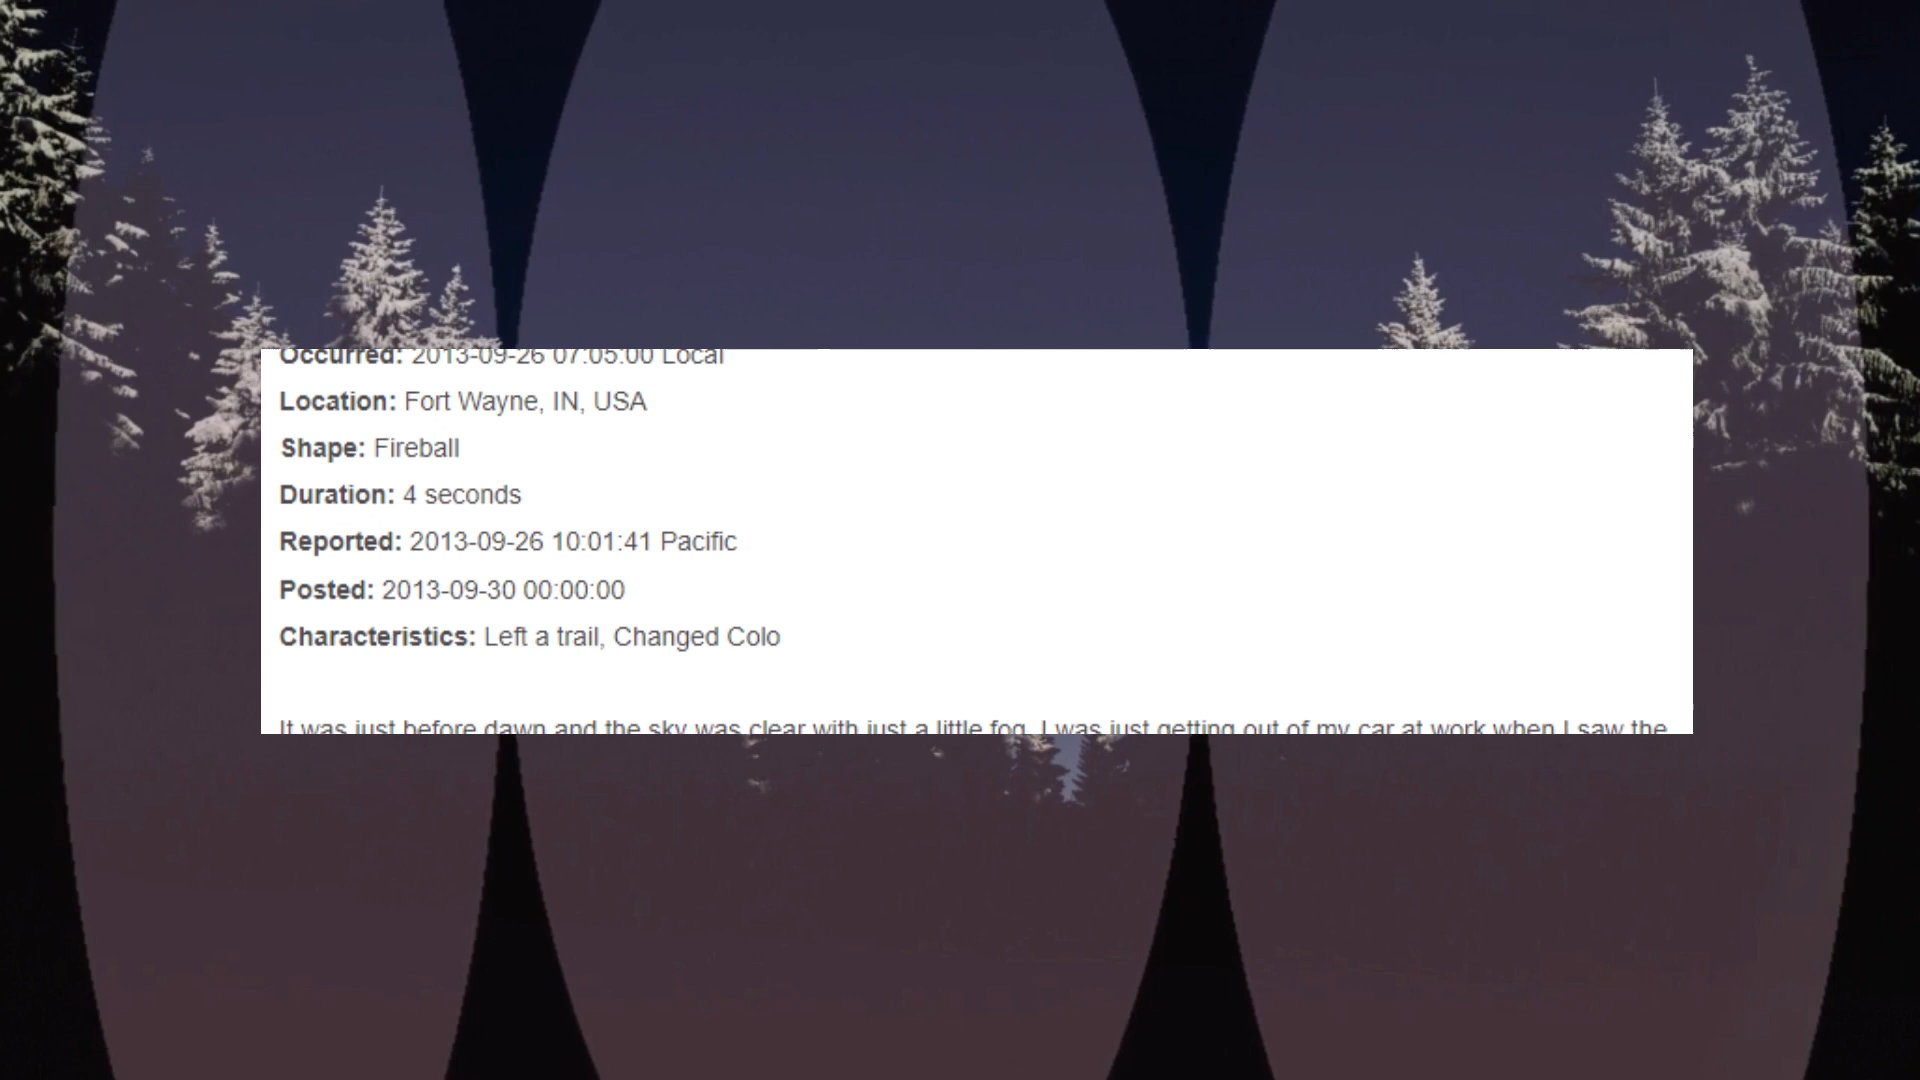 Occurred: 2013-09-26 07:05:00 Local
Location: Fort Wayne, IN, USA
Shape: Fireball
Duration: 4 seconds
Reported: 2013-09-26 10:01:41 Pacific
Posted: 2013-09-30 00:00:00
Characteristics: Left a trail, Changed Colo
It was just before dawn and the sky was clear with just a little fog. I was just getting out of my car at work when I saw the